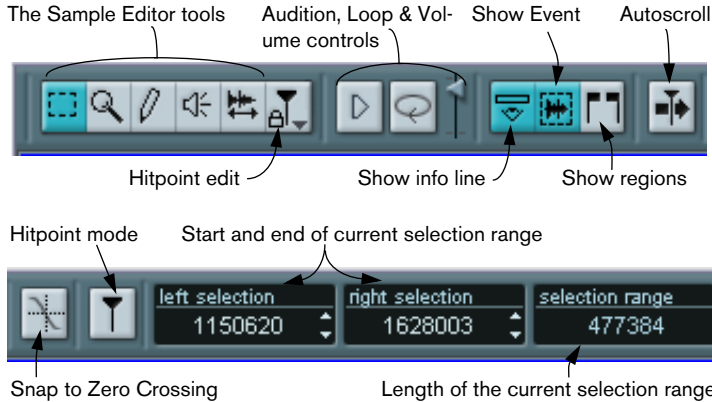 The Sample Editor tools
Audition, Loop & Vol-
ume controls
Show Event
Autoscroll
Hitpoint edit
Show info line
Show regions
Hitpoint mode
Start and end of current selection range
left selection
1150620
right selection
1628003
selection range
477384
Snap to Zero Crossing
Length of the current selection range